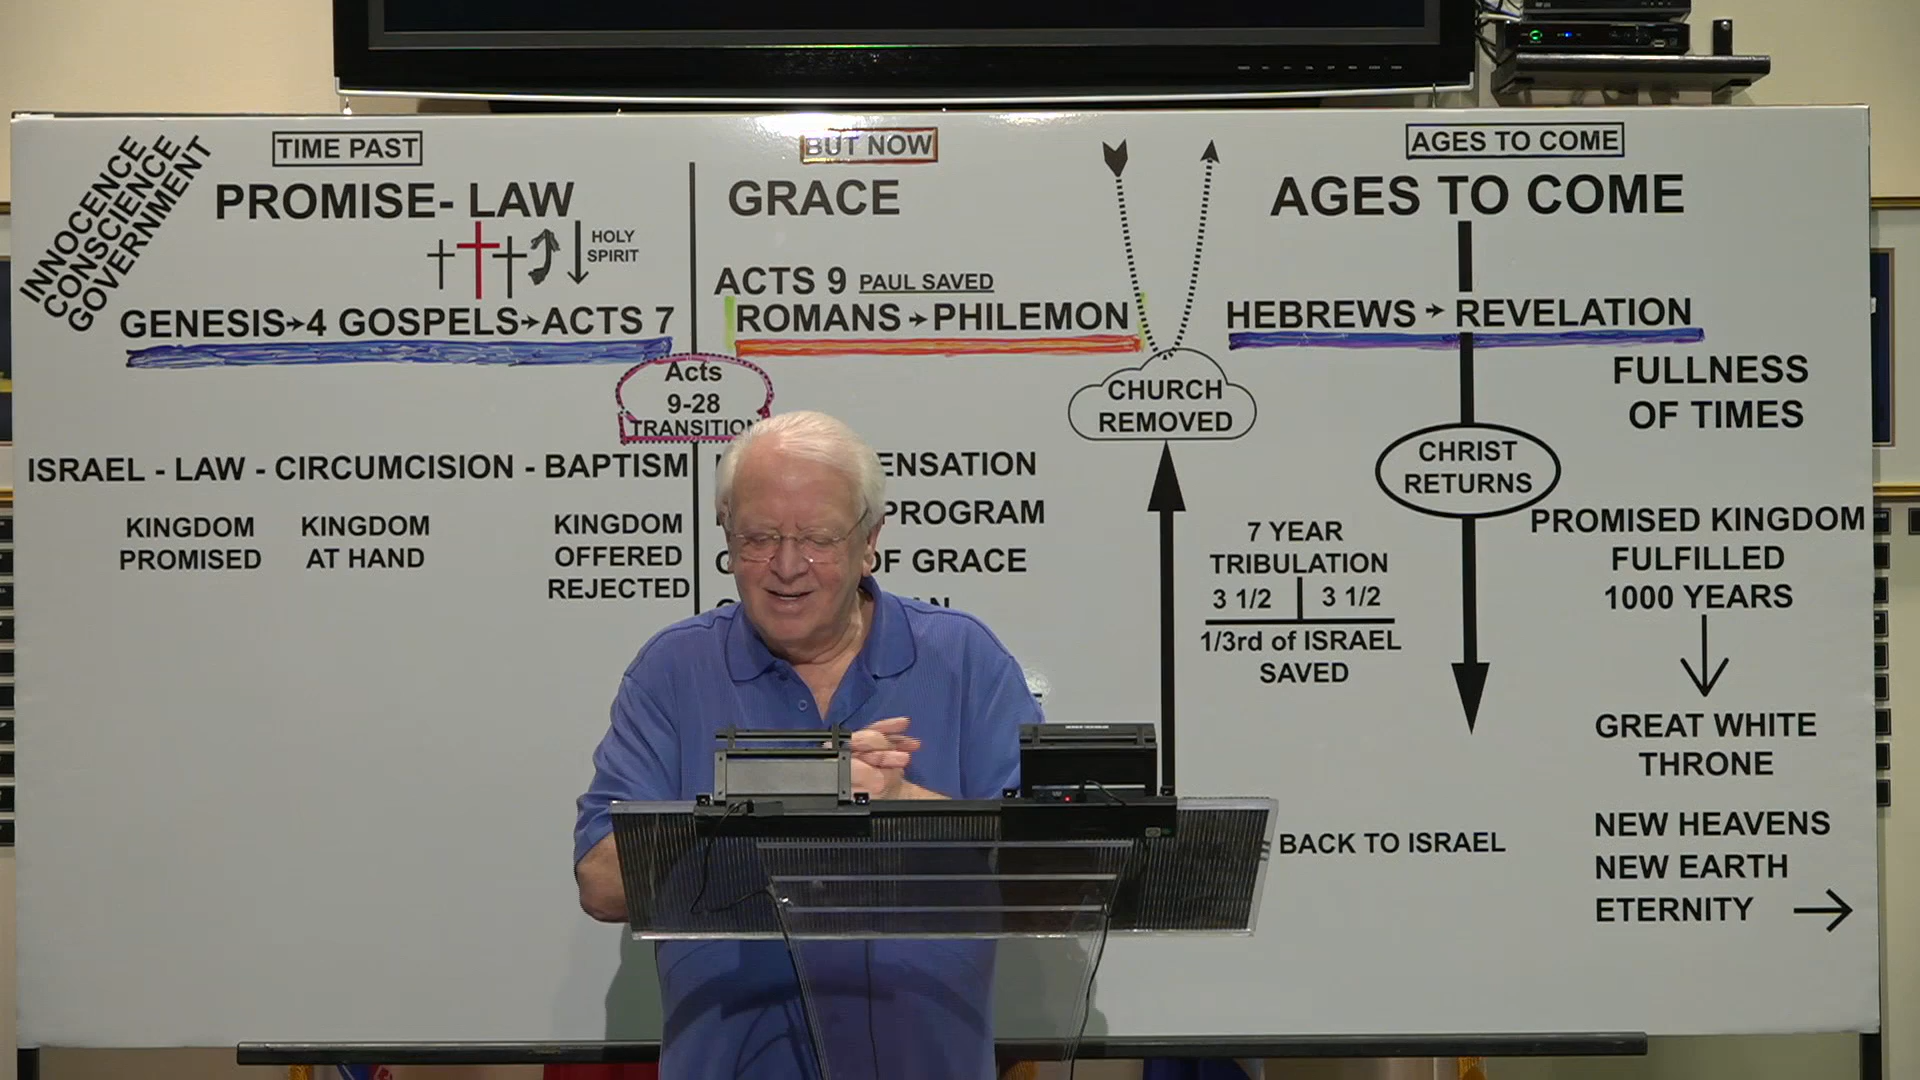 INNOCENCE
CONSCIENCE
GOVERNMENT
TIME PAST
PROMISE- LAW
HOLY
SPIRIT
GENESIS→4 GOSPELS→ACTS 7
BUT NOW
GRACE
ACTS 9 PAUL SAVED
ROMANS→PHILEMON
Acts
9-28
TRANSITION
ISRAEL - LAW - CIRCUMCISION - BAPTISM
KINGDOM
PROMISED
KINGDOM
AT HAND
KINGDOM
OFFERED
REJECTED
ENSATION
PROGRAM
OF GRACE
CHURCH
REMOVED
7 YEAR
TRIBULATION
3 1/2 3 1/2
1/3rd of ISRAEL
SAVED
BACK TO ISRAEL
AGES TO COME
AGES TO COME
HEBREWS→REVELATION
FULLNESS
OF TIMES
CHRIST
RETURNS
PROMISED KINGDOM
FULFILLED
1000 YEARS
GREAT WHITE
THRONE
NEW HEAVENS
NEW EARTH
ETERNITY →